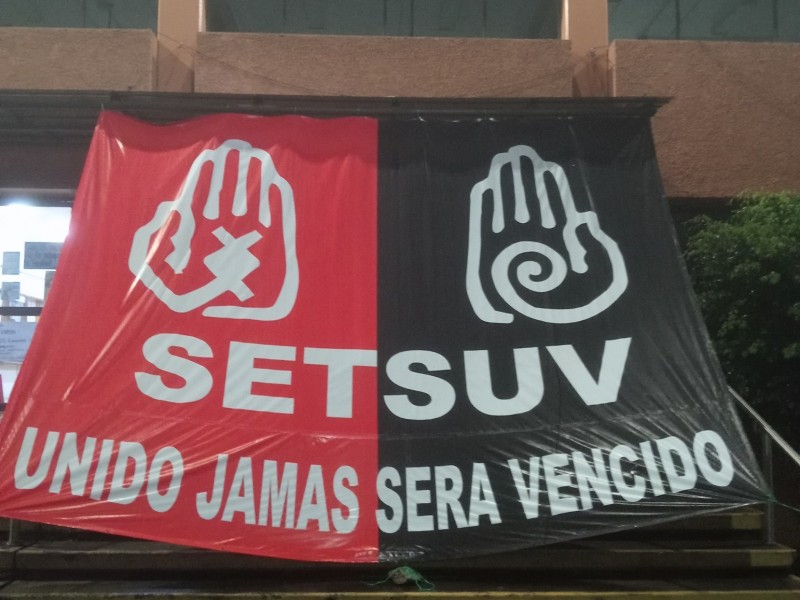 SETSUV
UNIDO JAMAS SERA VENCIDO